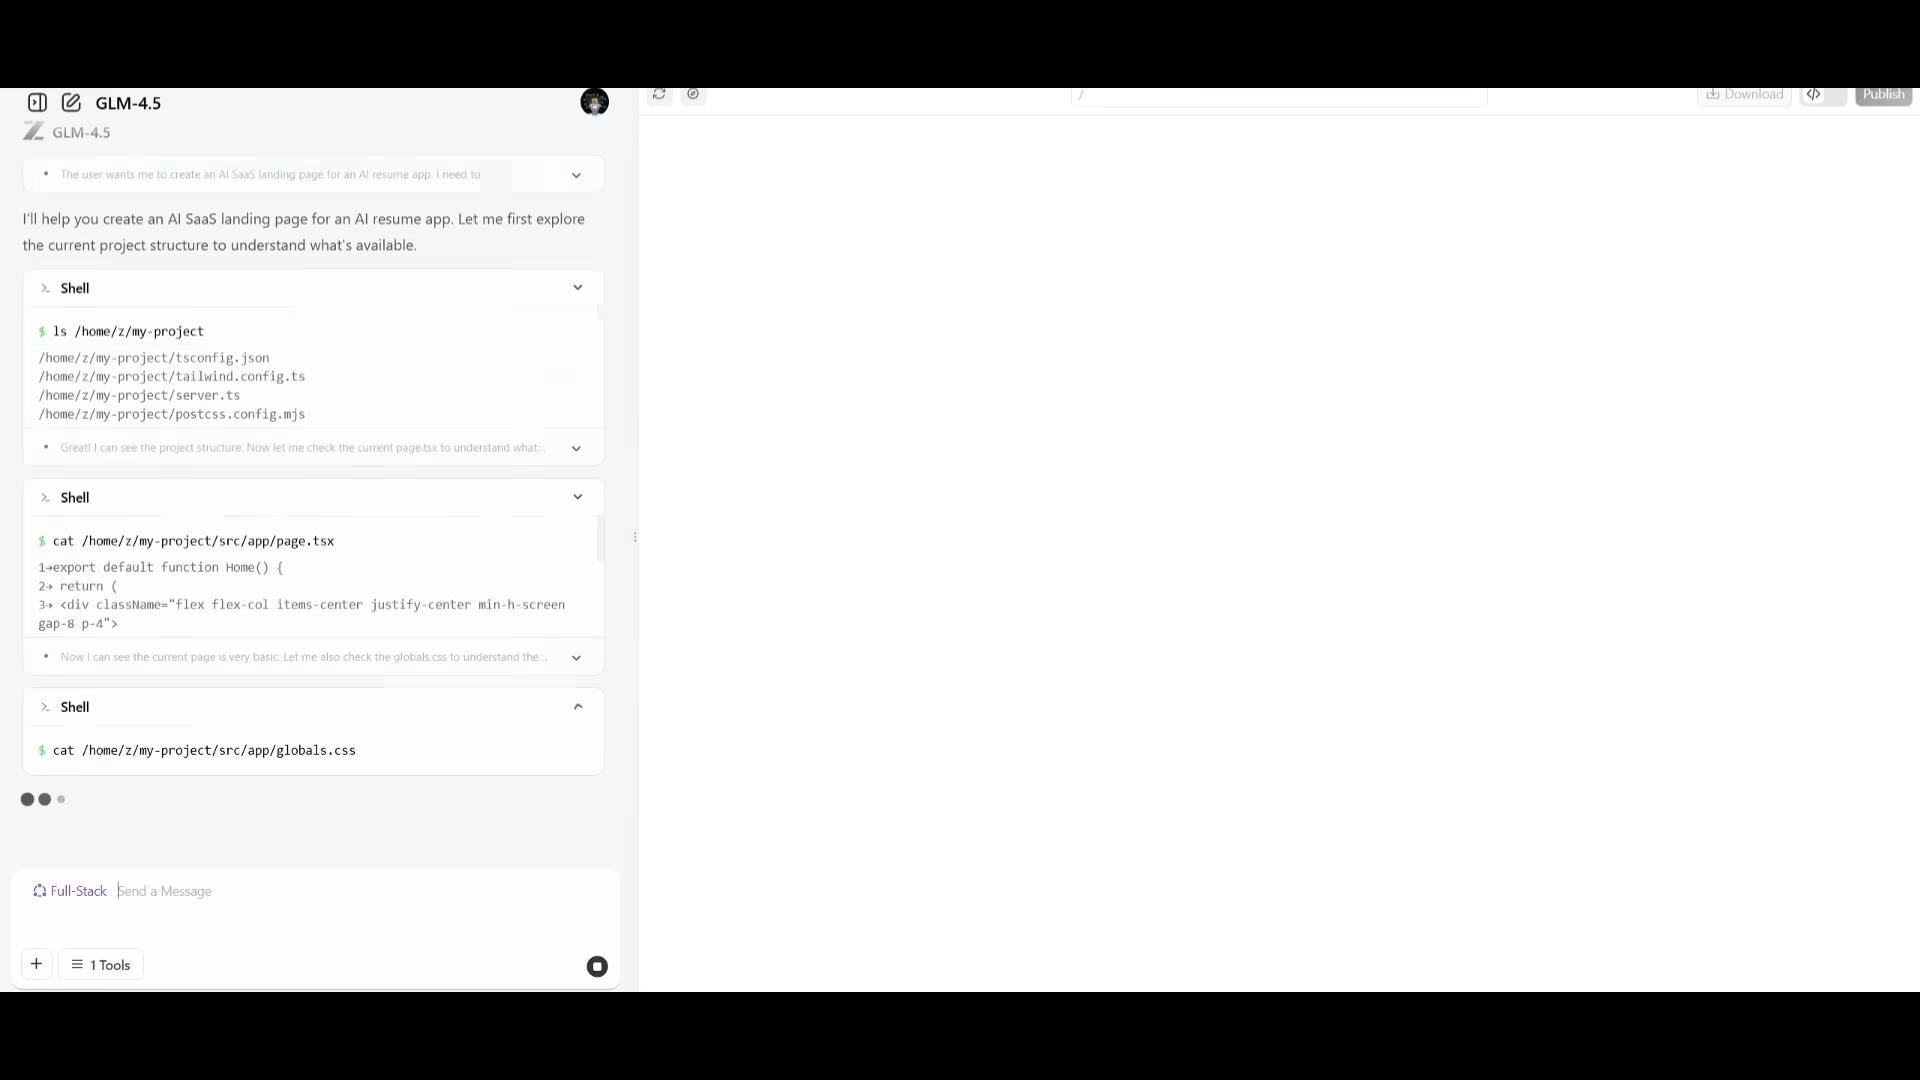 GLM-4.5
GLM-4.5
The user wants me to create an AI SaaS landing page for an AI resume app. I need to
I'll help you create an AI SaaS landing page for an AI resume app. Let me first explore
the current project structure to understand what's available.
Shell
$ ls /home/z/my-project
/home/z/my-project/tsconfig.json
/home/z/my-project/tailwind.config.ts
/home/z/my-project/server.ts
/home/z/my-project/postcss.config.mjs
Great! I can see the project structure. Now let me check the current page.tsx to understand what...
Shell
$ cat /home/z/my-project/src/app/page.tsx
1→export default function Home() {
2→ return (
3→ <div className="flex flex-col items-center justify-center min-h-screen
gap-8 p-4">
Now I can see the current page is very basic. Let me also check the globals.css to understand the...
Shell
$ cat /home/z/my-project/src/app/globals.css
Full-Stack Send a Message
1 Tools
/
Download
Publish